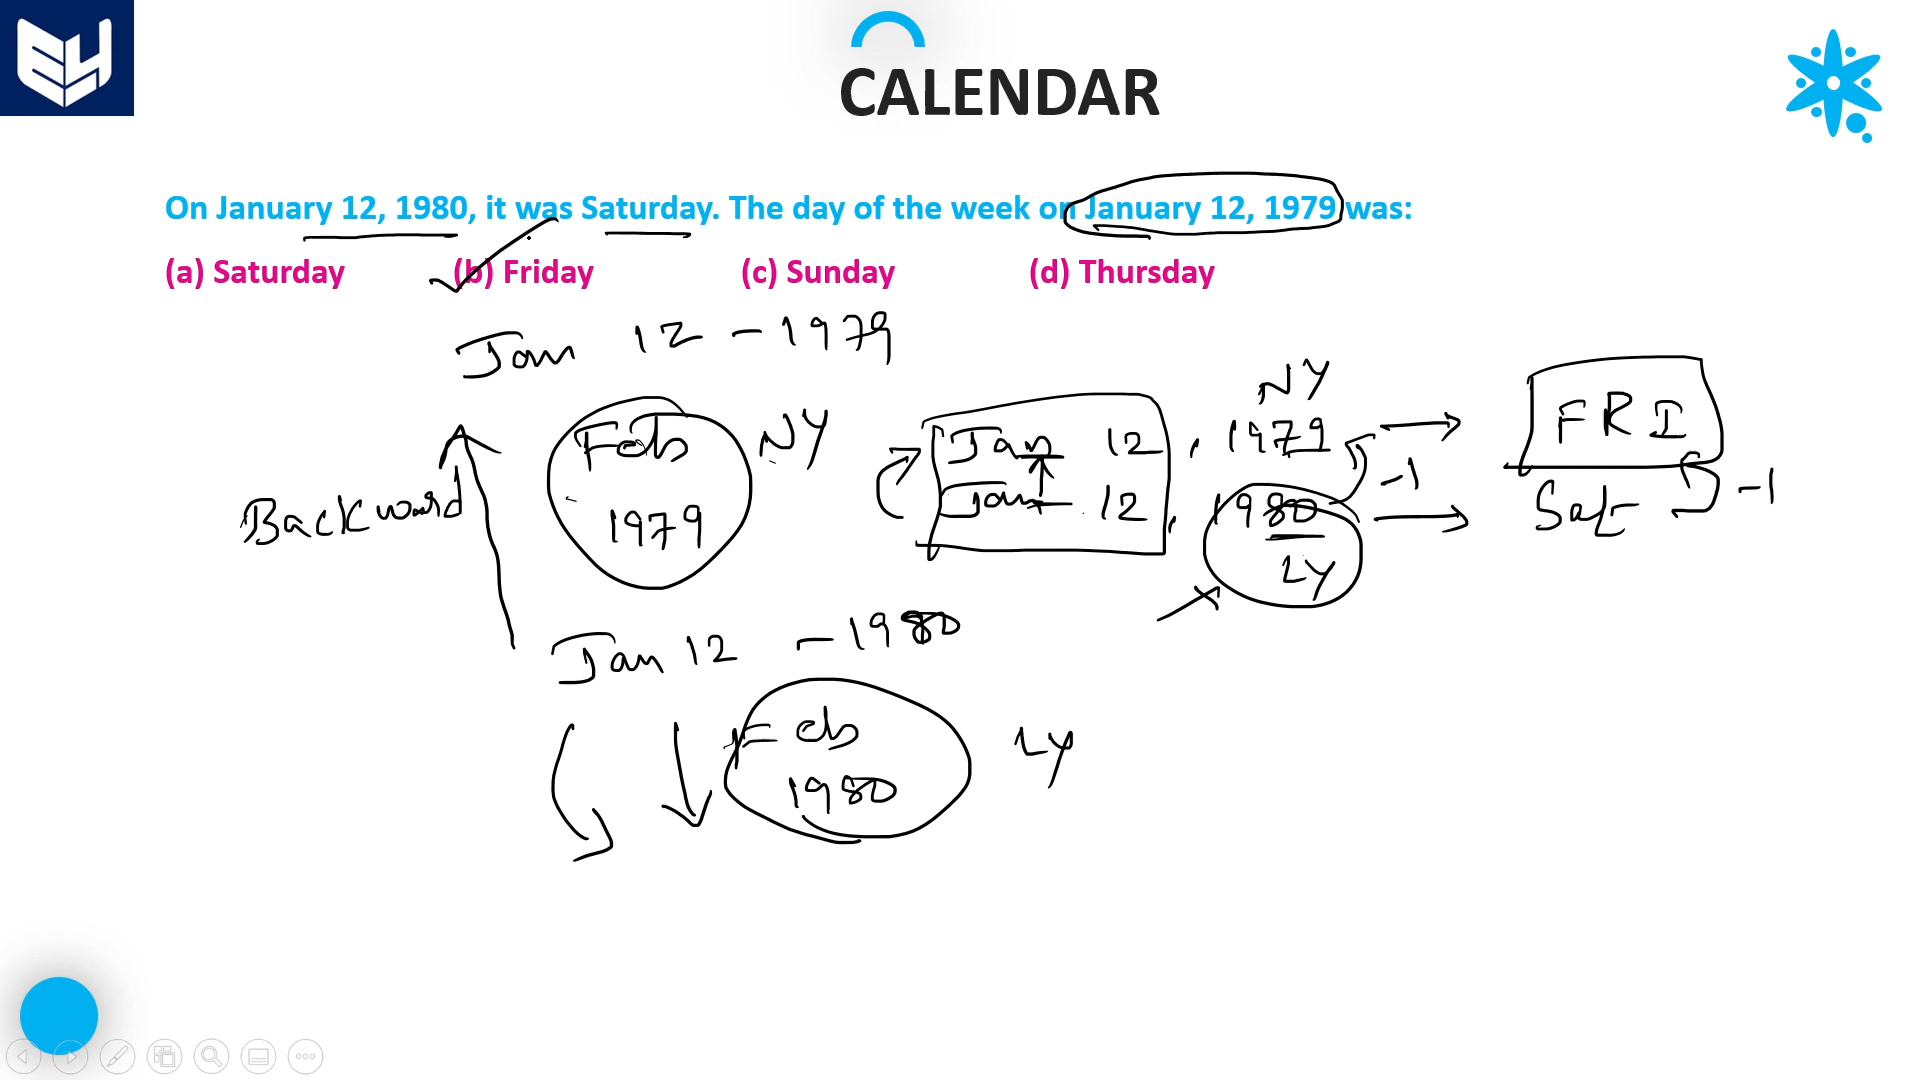 CALENDAR
On January 12, 1980, it was Saturday. The day of the week on January 12, 1979 was:
(a) Saturday (b) Friday (c) Sunday (d) Thursday
Jan 12 - 1979
NY
Feb NY
1979
Backward
Jan 12, 1979 → FRI
Jan 12, 1980 → Sat
-1
-1
LY
Jan 12 - 1980
Feb LY
1980